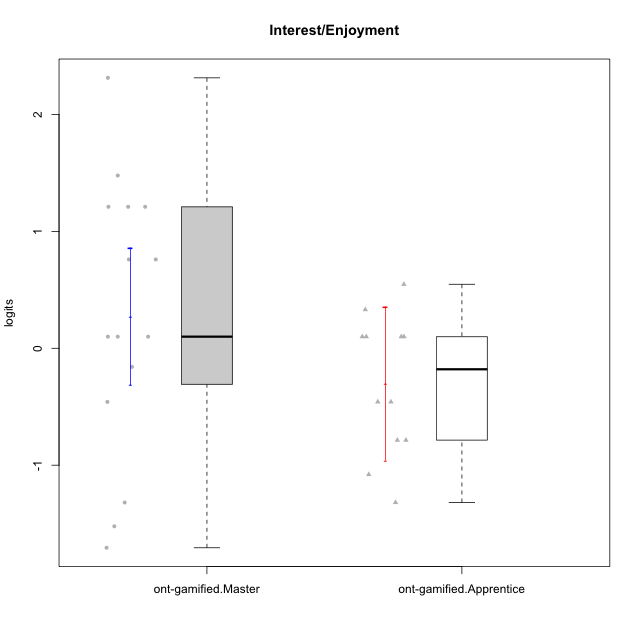 Interest/Enjoyment
logits
2
1
0
-1
ont-gamified.Master
ont-gamified.Apprentice